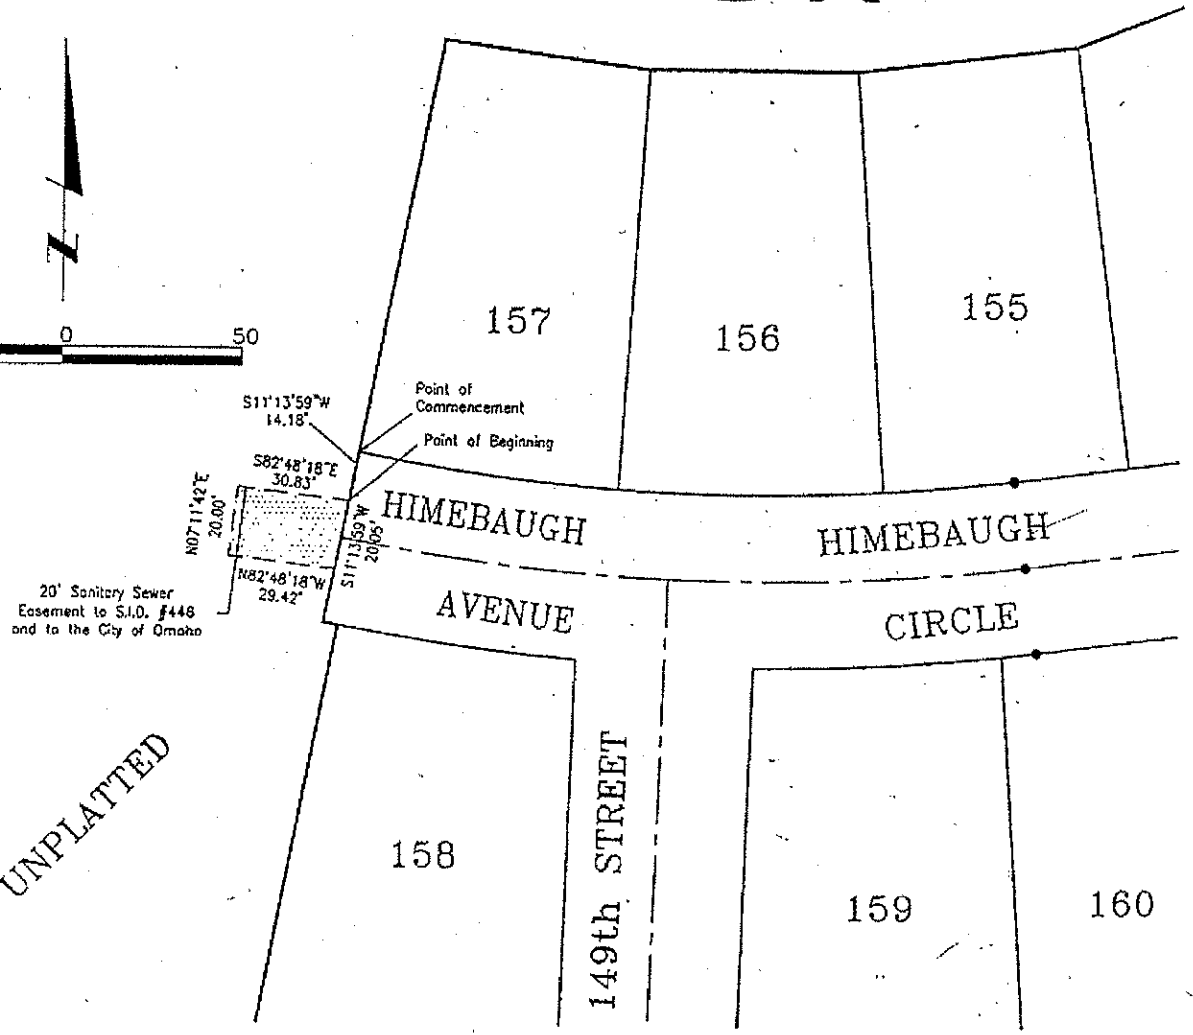 N
0 50
157
156
155
S11°13'59"W
14.18'
Point of
Commencement
Point of Beginning
S82°48'18"E
30.83'
N07°11'42"E
20.00'
S11°13'59"W
20.05'
N82°48'18"W
29.42'
20' Sanitary Sewer
Easement to S.I.D. #448
and to the City of Omaha
HIMEBAUGH
AVENUE
HIMEBAUGH
CIRCLE
UNPLATTED
158
149th STREET
159
160